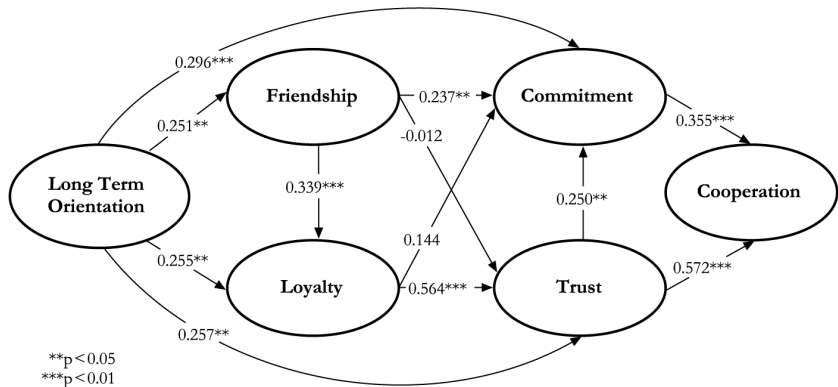 0.296***
Friendship
0.237**
Commitment
0.251**
-0.012
0.355***
Long Term
Orientation
0.339***
0.250**
Cooperation
0.255**
0.144
Loyalty
0.564***
Trust
0.572***
0.257**
**p<0.05
***p<0.01